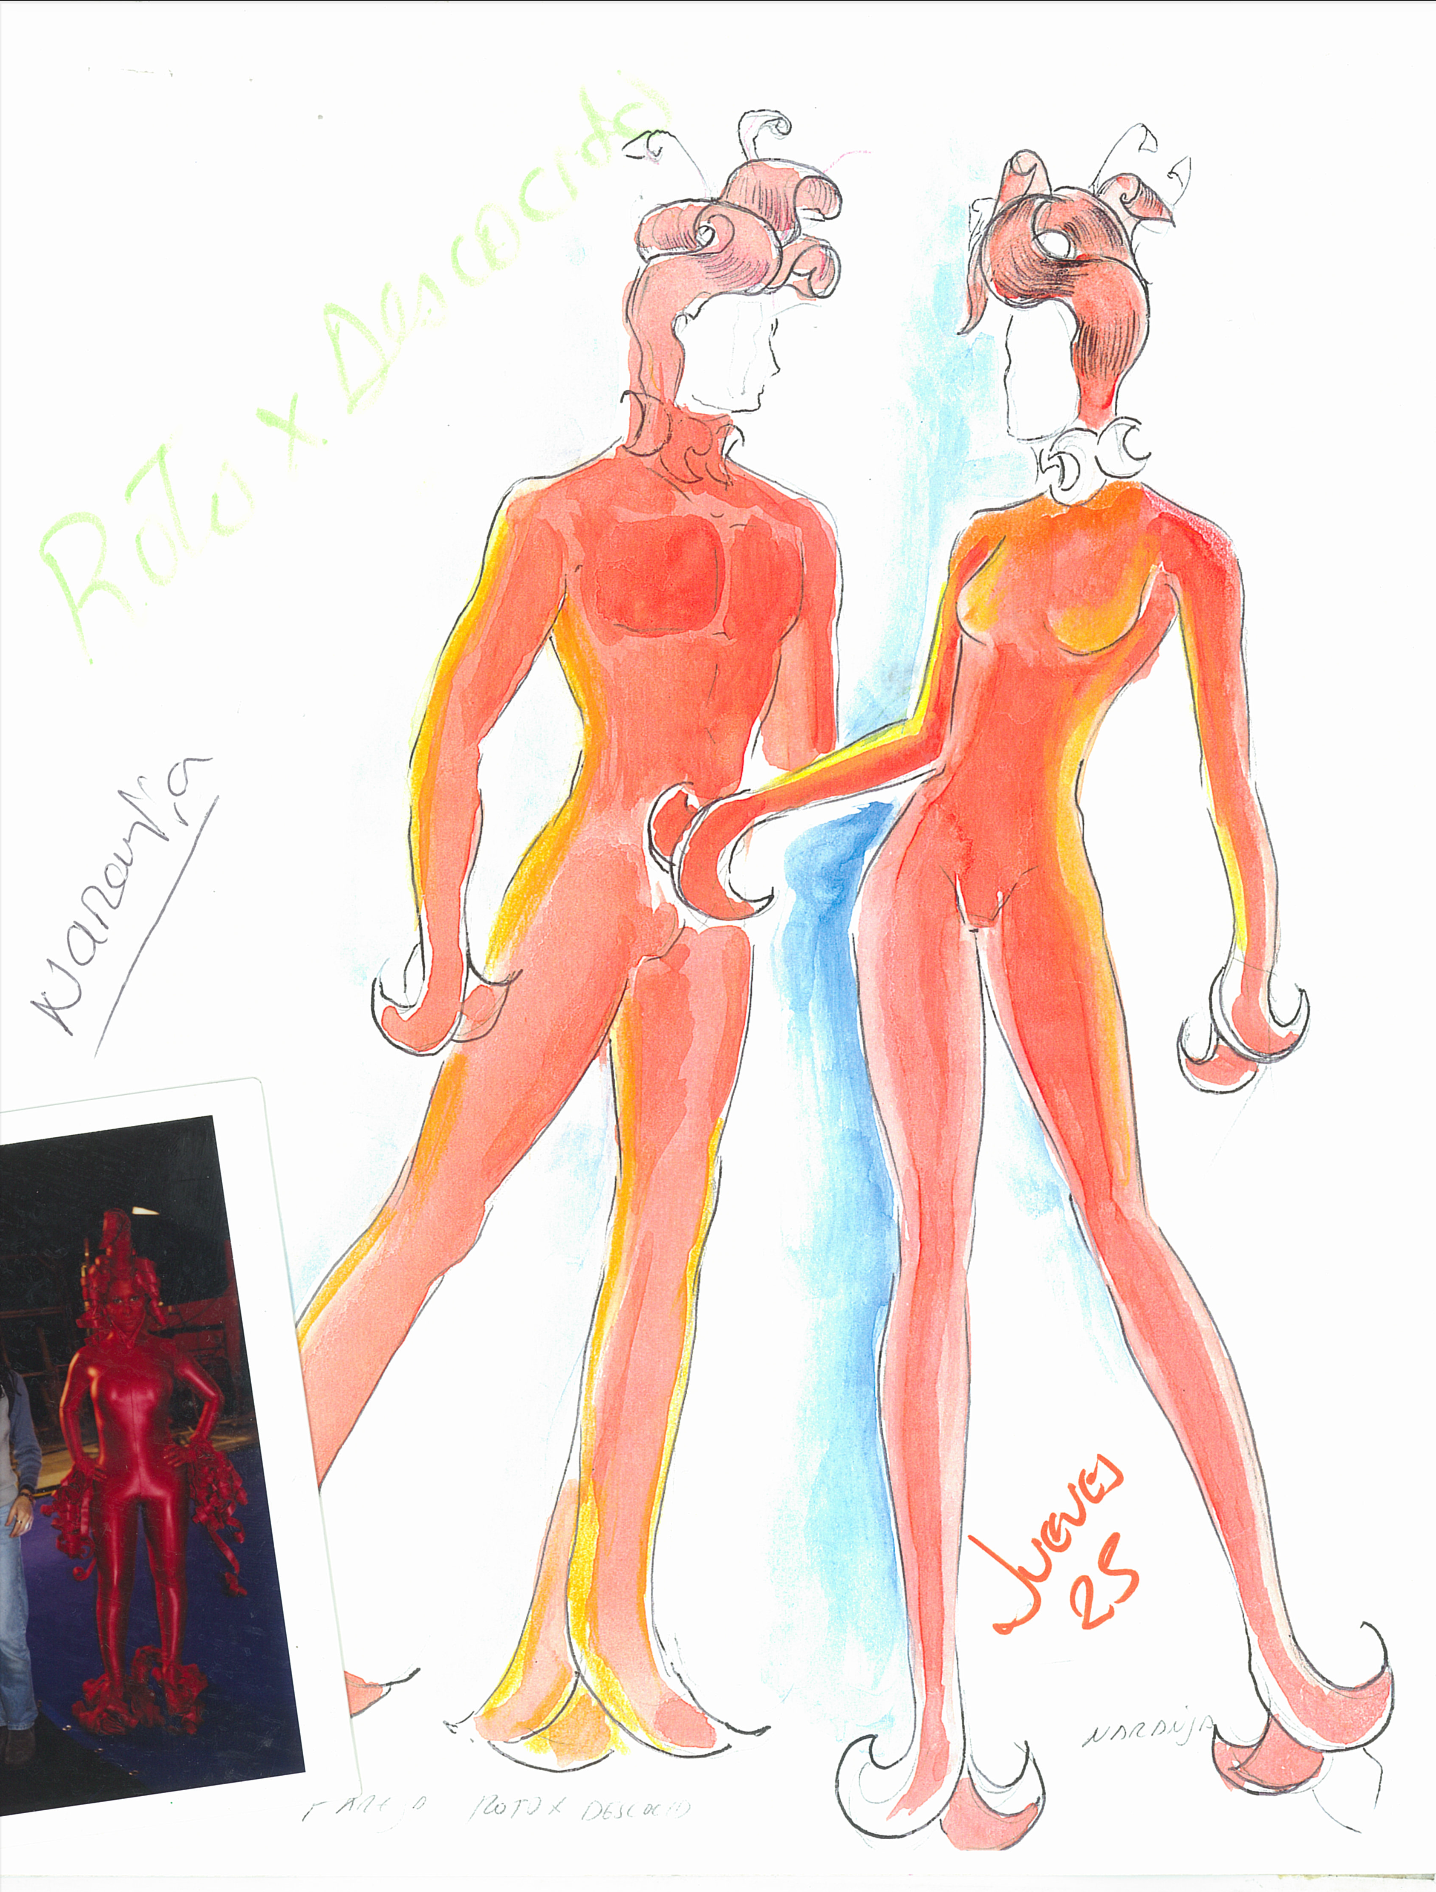 Roto x Descocido
Naranja
Jueves
25
NARANJA
PAREJA ROTO X DESCOCIDO